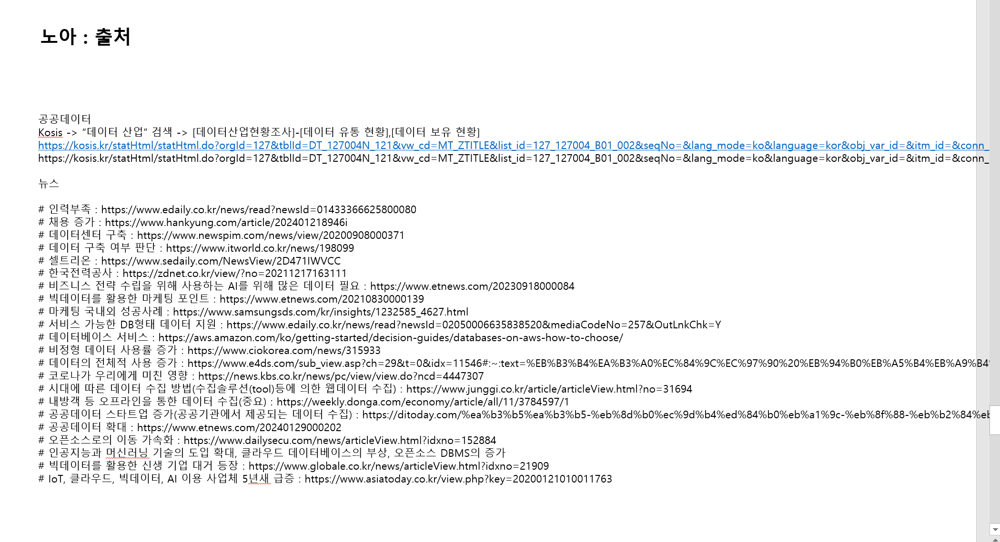 노아 : 출처
공공데이터
Kosis -> “데이터 산업” 검색 -> [데이터산업현황조사]-[데이터 유통 현황],[데이터 보유 현황]
https://kosis.kr/statHtml/statHtml.do?orgId=127&tblId=DT_127004N_121&vw_cd=MT_ZTITLE&list_id=127_127004_B01_002&seqNo=&lang_mode=ko&language=kor&obj_var_id=&itm_id=&conn_
https://kosis.kr/statHtml/statHtml.do?orgId=127&tblId=DT_127004N_121&vw_cd=MT_ZTITLE&list_id=127_127004_B01_002&seqNo=&lang_mode=ko&language=kor&obj_var_id=&itm_id=&conn_
뉴스
# 인력부족 : https://www.edaily.co.kr/news/read?newsId=01433366625800080
# 채용 증가 : https://www.hankyung.com/article/202401218946i
# 데이터센터 구축 : https://www.newspim.com/news/view/20200908000371
# 데이터 구축 여부 판단 : https://www.itworld.co.kr/news/198099
# 셀트리온 : https://www.sedaily.com/NewsView/2D471IWVCC
# 한국전력공사 : https://zdnet.co.kr/view/?no=20211217163111
# 비즈니스 전략 수립을 위해 사용하는 AI를 위해 많은 데이터 필요 : https://www.etnews.com/20230918000084
# 빅데이터를 활용한 마케팅 포인트 : https://www.etnews.com/20210830000139
# 마케팅 국내외 성공사례 : https://www.samsungsds.com/kr/insights/1232585_4627.html
# 서비스 가능한 DB형태 데이터 지원 : https://www.edaily.co.kr/news/read?newsId=02050006635838520&mediaCodeNo=257&OutLnkChk=Y
# 데이터베이스 서비스 : https://aws.amazon.com/ko/getting-started/decision-guides/databases-on-aws-how-to-choose/
# 비정형 데이터 사용률 증가 : https://www.ciokorea.com/news/315933
# 데이터의 전체적 사용 증가 : https://www.e4ds.com/sub_view.asp?ch=29&t=0&idx=11546#:~:text=%EB%B3%B4%EA%B3%A0%EC%84%9C%EC%97%90%20%EB%94%B0%EB%A5%B4%EB%A9%B4
# 코로나가 우리에게 미친 영향 : https://news.kbs.co.kr/news/pc/view/view.do?ncd=4447307
# 시대에 따른 데이터 수집 방법(수집솔루션(tool)등에 의한 웹데이터 수집) : https://www.junggi.co.kr/article/articleView.html?no=31694
# 내방객 등 오프라인을 통한 데이터 수집(중요) : https://weekly.donga.com/economy/article/all/11/3784597/1
# 공공데이터 스타트업 증가(공공기관에서 제공되는 데이터 수집) : https://ditoday.com/%ea%b3%b5%ea%b3%b5-%eb%8d%b0%ec%9d%b4%ed%84%b0%eb%a1%9c-%eb%8f%88-%eb%b2%84%eb
# 공공데이터 확대 : https://www.etnews.com/20240129000202
# 오픈소스로의 이동 가속화 : https://www.dailysecu.com/news/articleView.html?idxno=152884
# 인공지능과 머신러닝 기술의 도입 확대, 클라우드 데이터베이스의 부상, 오픈소스 DBMS의 증가
# 빅데이터를 활용한 신생 기업 대거 등장 : https://www.globale.co.kr/news/articleView.html?idxno=21909
# IoT, 클라우드, 빅데이터, AI 이용 사업체 5년새 급증 : https://www.asiatoday.co.kr/view.php?key=20200121010011763